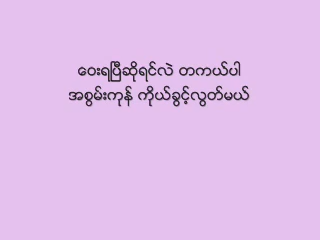 ဝေးရပြီဆိုရင်လဲ တကယ်ပါ
အစွမ်းကုန် ကိုယ်ခွင့်လွတ်မယ်